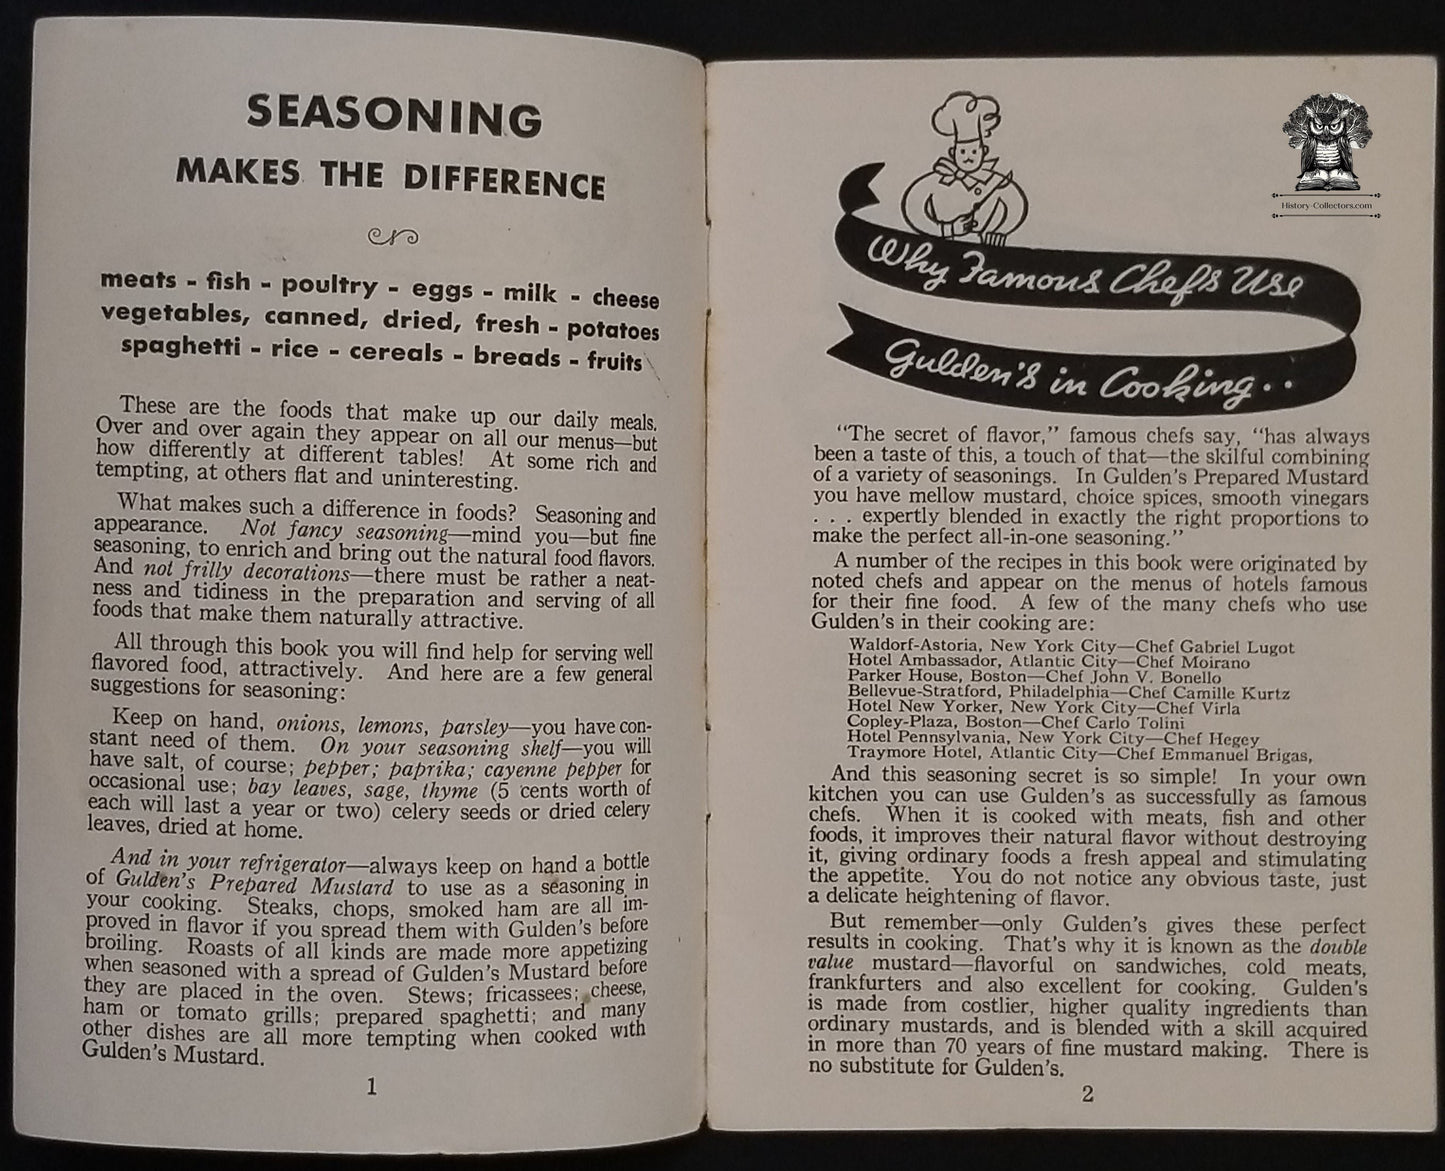 SEASONING
MAKES THE DIFFERENCE
meats - fish - poultry - eggs - milk - cheese
vegetables, canned, dried, fresh - potatoes
spaghetti - rice - cereals - breads - fruits
These are the foods that make up our daily meals.
Over and over again they appear on all our menus—but
how differently at different tables! At some rich and
tempting, at others flat and uninteresting.
What makes such a difference in foods? Seasoning and
appearance. Not fancy seasoning—mind you—but fine
seasoning, to enrich and bring out the natural food flavors.
And not frilly decorations—there must be rather a neat-
ness and tidiness in the preparation and serving of all
foods that make them naturally attractive.
All through this book you will find help for serving well
flavored food, attractively. And here are a few general
suggestions for seasoning:
Keep on hand, onions, lemons, parsley—you have con-
stant need of them. On your seasoning shelf—you will
have salt, of course; pepper; paprika; cayenne pepper for
occasional use; bay leaves, sage, thyme (5 cents worth of
each will last a year or two) celery seeds or dried celery
leaves, dried at home.
And in your refrigerator—always keep on hand a bottle
of Gulden's Prepared Mustard to use as a seasoning in
your cooking. Steaks, chops, smoked ham are all im-
proved in flavor if you spread them with Gulden's before
broiling. Roasts of all kinds are made more appetizing
when seasoned with a spread of Gulden's Mustard before
they are placed in the oven. Stews; fricassees; cheese,
ham or tomato grills; prepared spaghetti; and many
other dishes are all more tempting when cooked with
Gulden's Mustard.
1
History-Collectors.com
Why Famous Chefs Use
Gulden's in Cooking..
"The secret of flavor," famous chefs say, "has always
been a taste of this, a touch of that—the skilful combining
of a variety of seasonings. In Gulden's Prepared Mustard
you have mellow mustard, choice spices, smooth vinegars
. . . expertly blended in exactly the right proportions to
make the perfect all-in-one seasoning."
A number of the recipes in this book were originated by
noted chefs and appear on the menus of hotels famous
for their fine food. A few of the many chefs who use
Gulden's in their cooking are:
Waldorf-Astoria, New York City—Chef Gabriel Lugot
Hotel Ambassador, Atlantic City—Chef Moirano
Parker House, Boston—Chef John V. Bonello
Bellevue-Stratford, Philadelphia—Chef Camille Kurtz
Hotel New Yorker, New York City—Chef Virla
Copley-Plaza, Boston—Chef Carlo Tolini
Hotel Pennsylvania, New York City—Chef Hegey
Traymore Hotel, Atlantic City—Chef Emmanuel Brigas,
And this seasoning secret is so simple! In your own
kitchen you can use Gulden's as successfully as famous
chefs. When it is cooked with meats, fish and other
foods, it improves their natural flavor without destroying
it, giving ordinary foods a fresh appeal and stimulating
the appetite. You do not notice any obvious taste, just
a delicate heightening of flavor.
But remember—only Gulden's gives these perfect
results in cooking. That's why it is known as the double
value mustard—flavorful on sandwiches, cold meats,
frankfurters and also excellent for cooking. Gulden's
is made from costlier, higher quality ingredients than
ordinary mustards, and is blended with a skill acquired
in more than 70 years of fine mustard making. There is
no substitute for Gulden's.
2